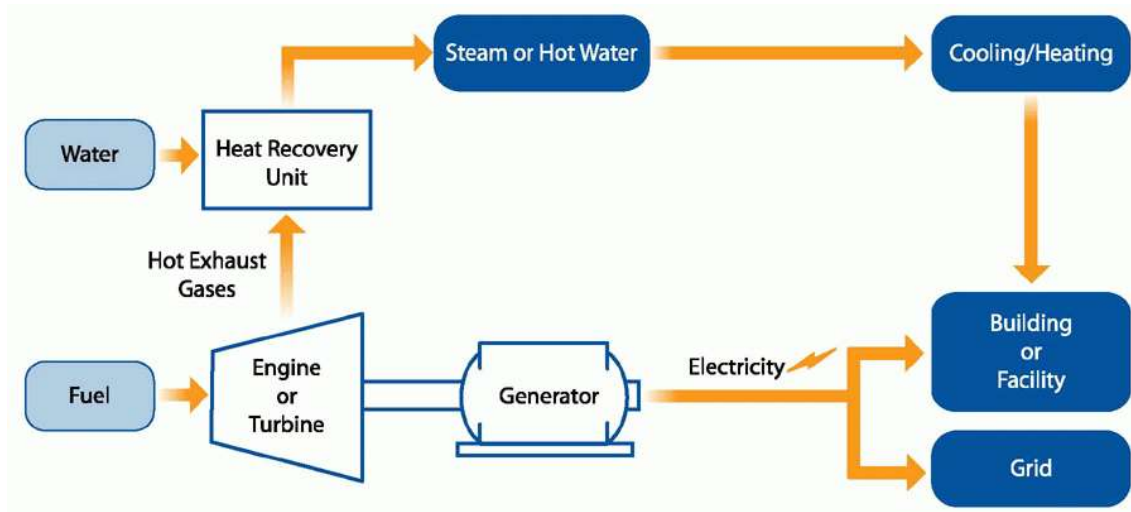 Steam or Hot Water
Cooling/Heating
Water
Heat Recovery
Unit
Hot Exhaust
Gases
Building
or
Facility
Fuel
Engine
or
Turbine
Generator
Electricity
Grid